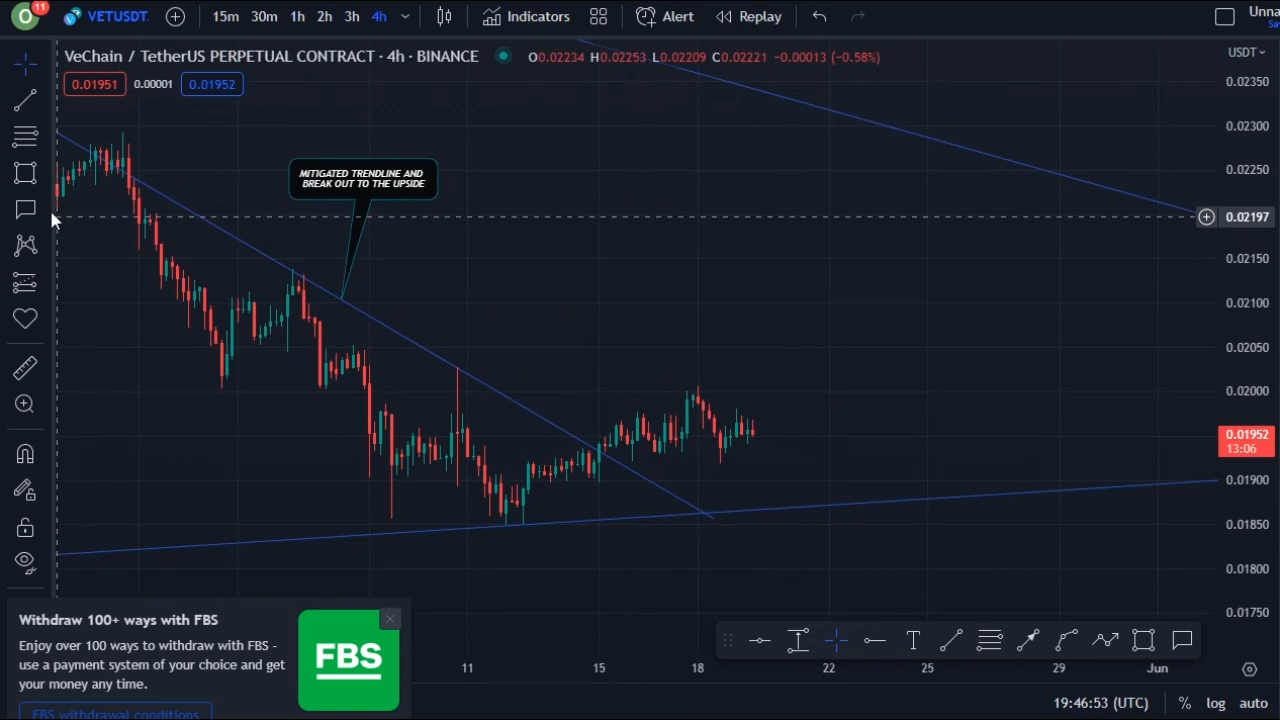 O 11 VETUSDT. 15m 30m 1h 2h 3h 4h Indicators Alert Replay Unna
Sa
VeChain / TetherUS PERPETUAL CONTRACT · 4h · BINANCE O0.02234 H0.02253 L0.02209 C0.02221 −0.00013 (−0.58%) USDT
0.01951 0.00001 0.01952
0.02350
0.02300
MITIGATED TRENDLINE AND
BREAK OUT TO THE UPSIDE
0.02250
0.02197
0.02150
0.02100
0.02050
0.02000
0.01952
13:06
0.01900
0.01850
0.01800
0.01750
Withdraw 100+ ways with FBS
Enjoy over 100 ways to withdraw with FBS -
use a payment system of your choice and get
your money any time.
FBS withdrawal conditions
FBS
T
11 15 18 22 25 29 Jun
19:46:53 (UTC) % log auto